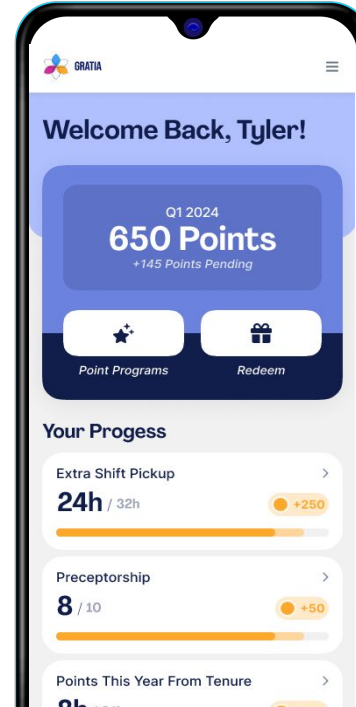 GRATIA
Welcome Back, Tyler!
Q1 2024
650 Points
+145 Points Pending
Point Programs
Redeem
Your Progess
Extra Shift Pickup
24h / 32h
+250
Preceptorship
8 / 10
+50
Points This Year From Tenure